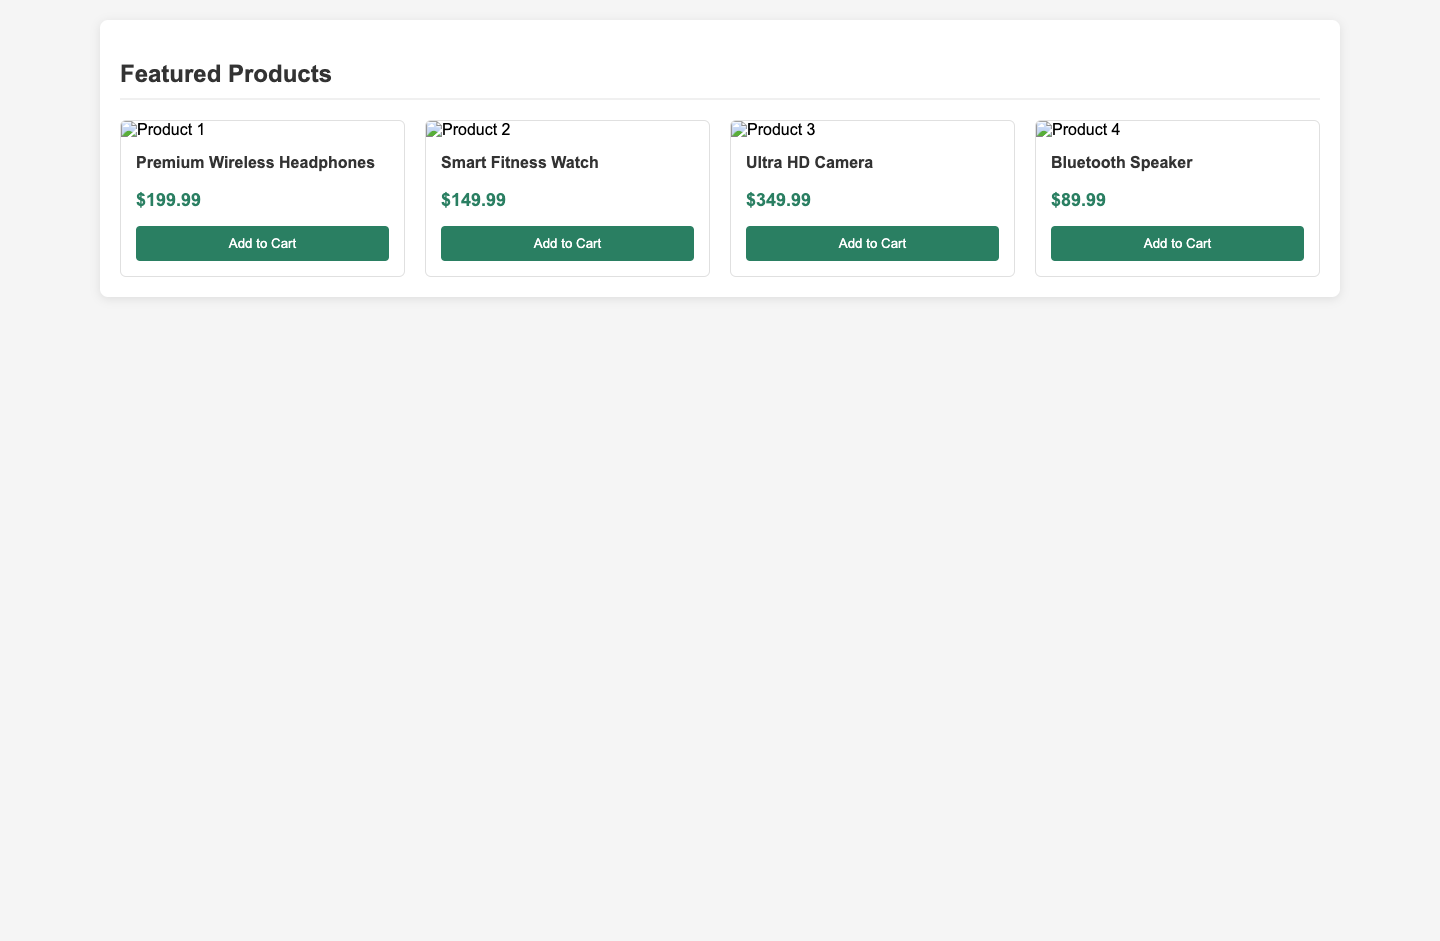 Featured Products
Product 1
Premium Wireless Headphones
$199.99
Add to Cart
Product 2
Smart Fitness Watch
$149.99
Add to Cart
Product 3
Ultra HD Camera
$349.99
Add to Cart
Product 4
Bluetooth Speaker
$89.99
Add to Cart